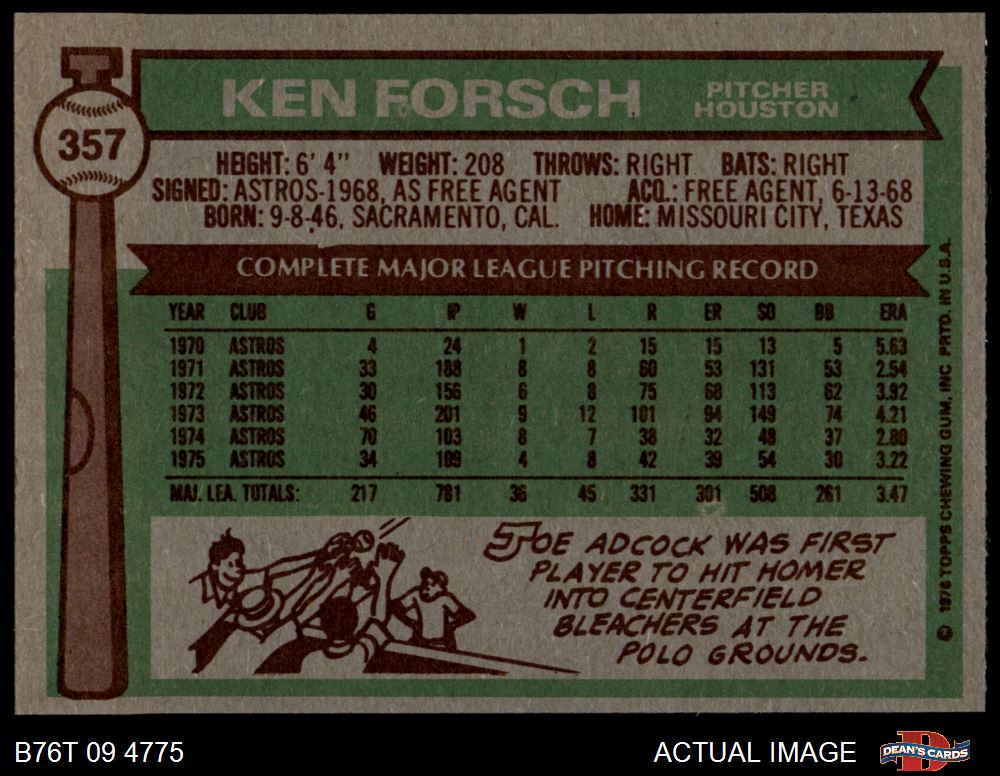 357
KEN FORSCH
PITCHER
HOUSTON
HEIGHT: 6' 4" WEIGHT: 208 THROWS: RIGHT BATS: RIGHT
SIGNED: ASTROS-1968, AS FREE AGENT ACQ.: FREE AGENT, 6-13-68
BORN: 9-8-46, SACRAMENTO, CAL. HOME: MISSOURI CITY, TEXAS
COMPLETE MAJOR LEAGUE PITCHING RECORD
YEAR CLUB G IP W L R ER SO BB ERA
1970 ASTROS 4 24 1 2 15 15 13 5 5.63
1971 ASTROS 33 188 8 8 60 53 131 53 2.54
1972 ASTROS 30 156 6 8 75 68 113 62 3.92
1973 ASTROS 46 201 9 12 101 94 149 74 4.21
1974 ASTROS 70 103 8 7 38 32 48 37 2.80
1975 ASTROS 34 109 4 8 42 39 54 30 3.22
MAJ. LEA. TOTALS: 217 781 36 45 331 301 508 261 3.47
JOE ADCOCK WAS FIRST
PLAYER TO HIT HOMER
INTO CENTERFIELD
BLEACHERS AT THE
POLO GROUNDS.
© 1976 TOPPS CHEWING GUM, INC PRTD. IN U.S.A.
B76T 09 4775
ACTUAL IMAGE
D
DEAN'S CARDS